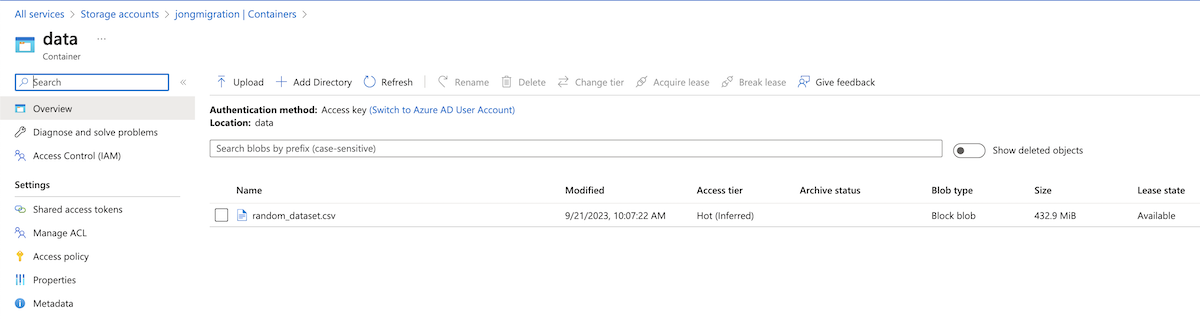 All services > Storage accounts > jongmigration | Containers >
data ...
Container
Search «
Overview
Diagnose and solve problems
Access Control (IAM)
Settings
Shared access tokens
Manage ACL
Access policy
Properties
Metadata
Upload Add Directory Refresh Rename Delete Change tier Acquire lease Break lease Give feedback
Authentication method: Access key (Switch to Azure AD User Account)
Location: data
Search blobs by prefix (case-sensitive) Show deleted objects
Name Modified Access tier Archive status Blob type Size Lease state
random_dataset.csv 9/21/2023, 10:07:22 AM Hot (Inferred) Block blob 432.9 MiB Available